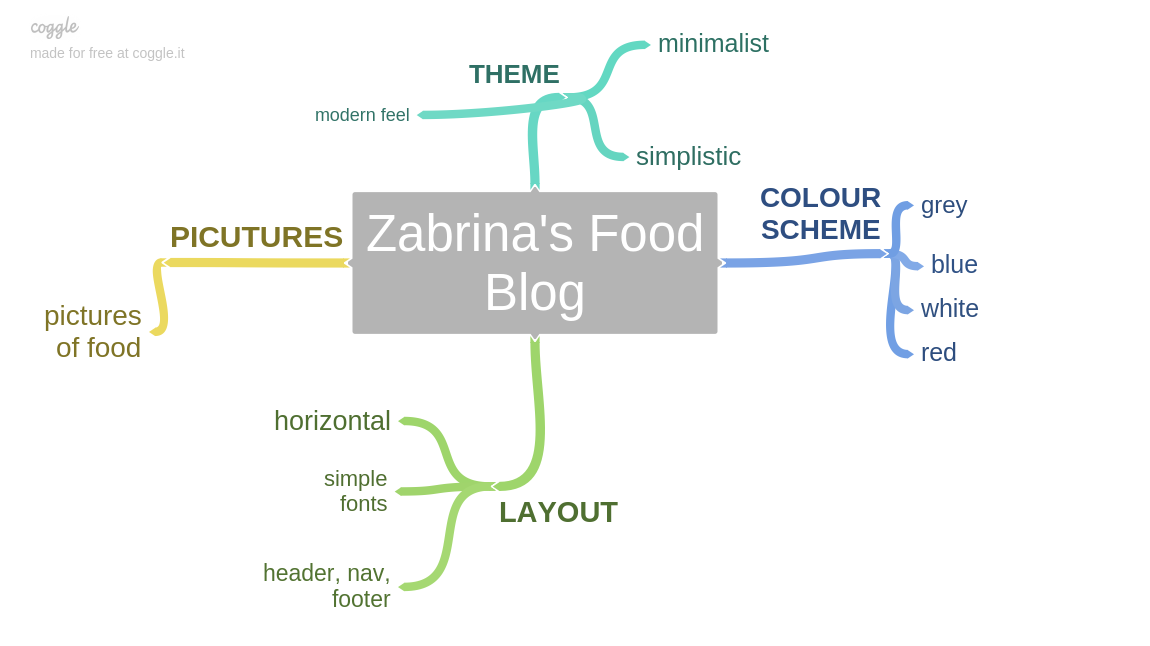 coggle
made for free at coggle.it
minimalist
THEME
modern feel
simplistic
Zabrina's Food
Blog
COLOUR
SCHEME
grey
blue
white
red
PICUTURES
pictures
of food
horizontal
simple
fonts
LAYOUT
header, nav,
footer